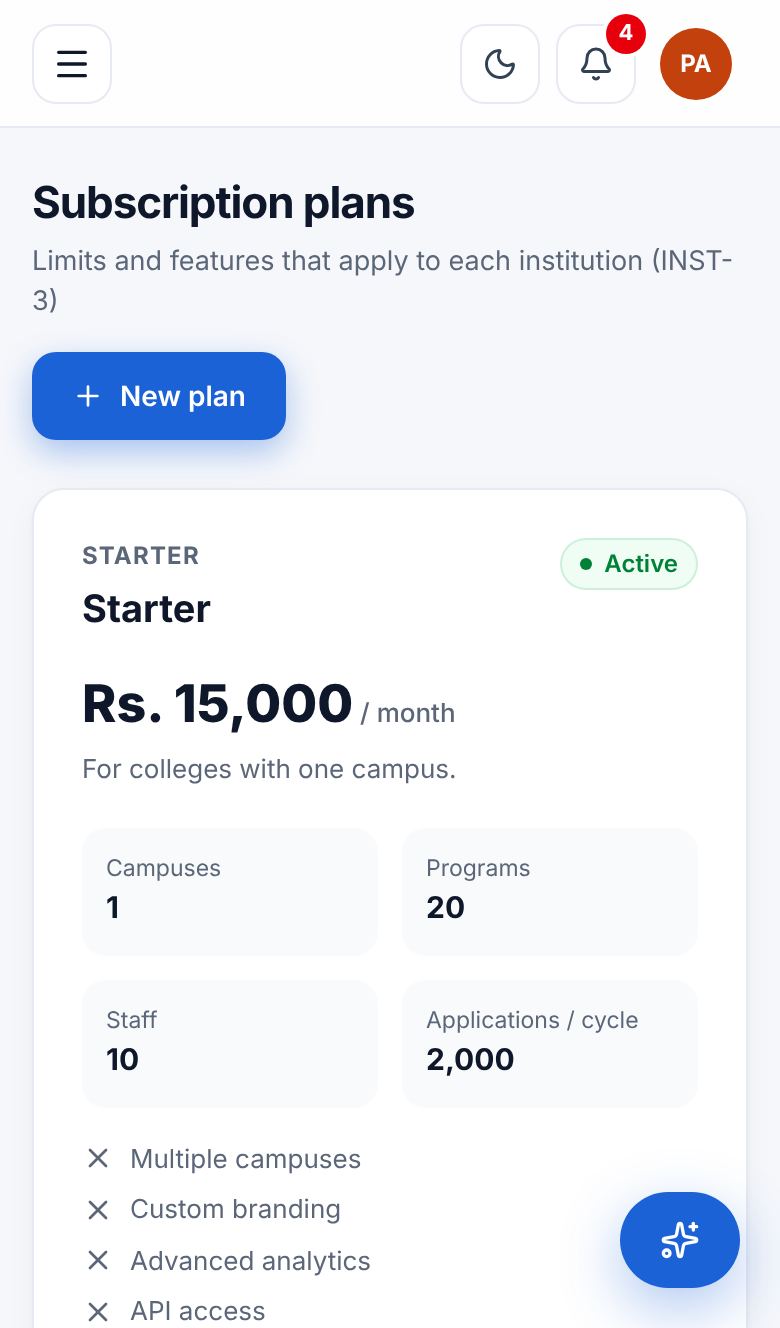 4
PA
Subscription plans
Limits and features that apply to each institution (INST-
3)
New plan
STARTER
Active
Starter
Rs. 15,000 / month
For colleges with one campus.
Campuses
1
Programs
20
Staff
10
Applications / cycle
2,000
Multiple campuses
Custom branding
Advanced analytics
API access